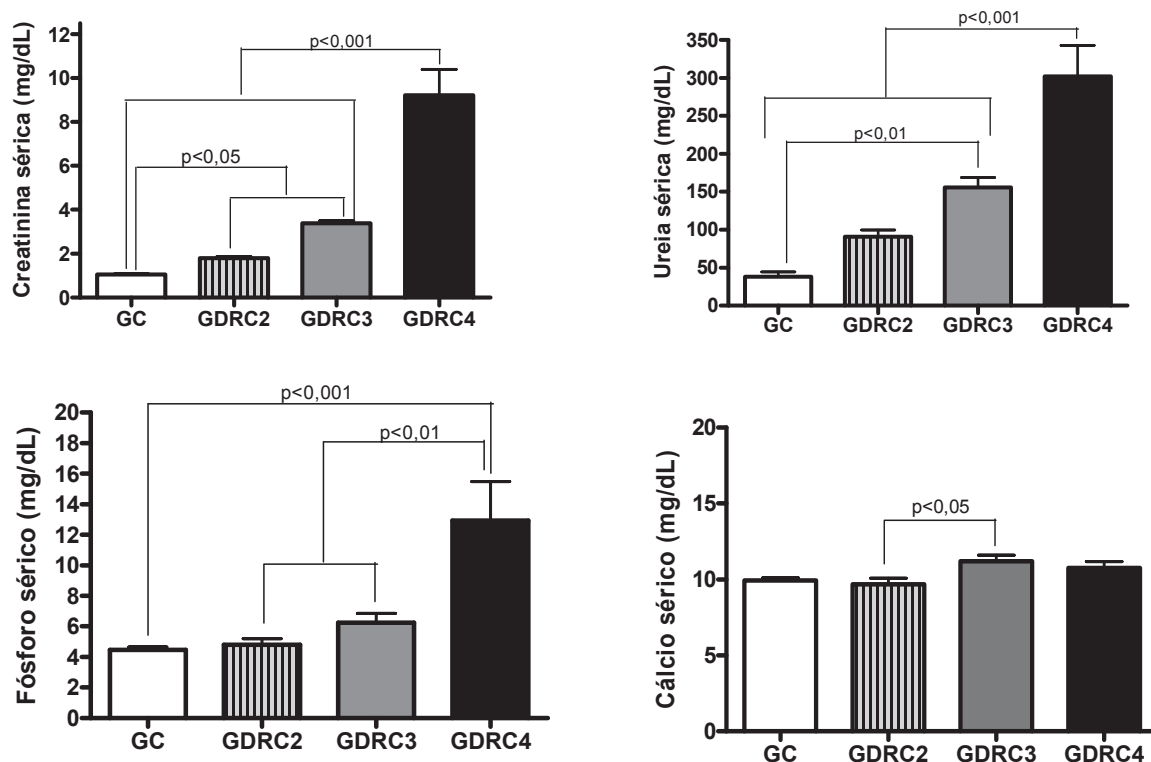 Creatinina sérica (mg/dL)
12
10
8
6
4
2
0
p<0,001
p<0,05
GC GDRC2 GDRC3 GDRC4
Ureia sérica (mg/dL)
350
300
250
200
150
100
50
0
p<0,001
p<0,01
GC GDRC2 GDRC3 GDRC4
Fósforo sérico (mg/dL)
20
18
16
14
12
10
8
6
4
2
0
p<0,001
p<0,01
GC GDRC2 GDRC3 GDRC4
Cálcio sérico (mg/dL)
20
15
10
5
0
p<0,05
GC GDRC2 GDRC3 GDRC4